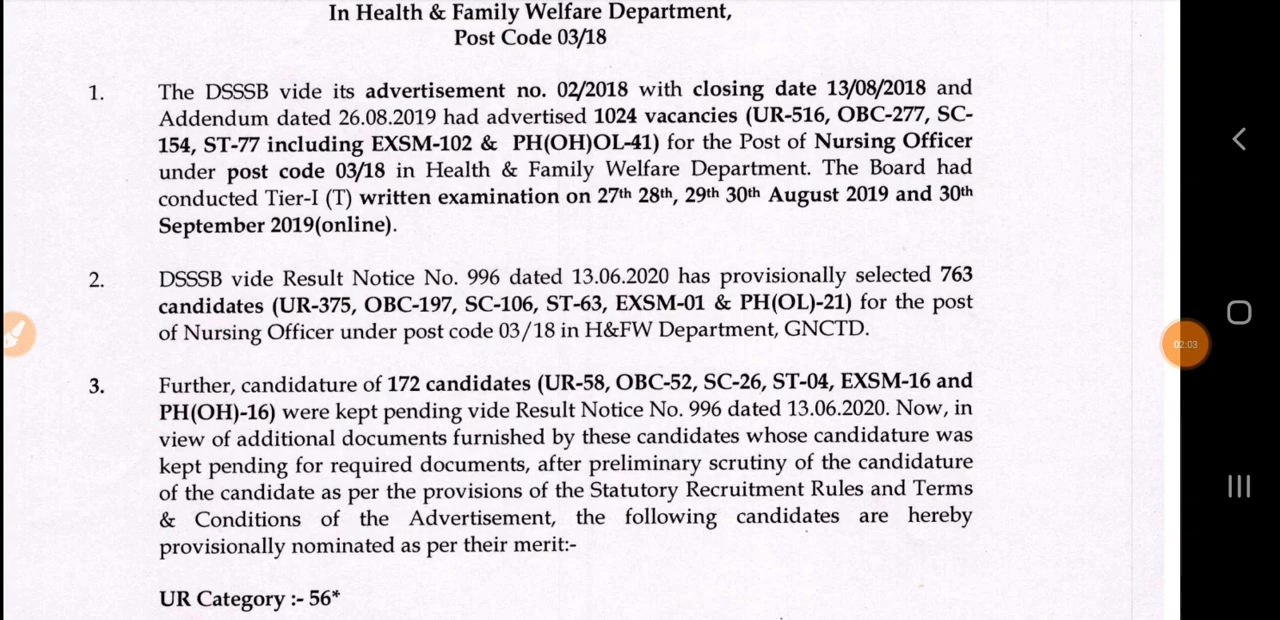 In Health & Family Welfare Department,
Post Code 03/18
1. The DSSSB vide its advertisement no. 02/2018 with closing date 13/08/2018 and
Addendum dated 26.08.2019 had advertised 1024 vacancies (UR-516, OBC-277, SC-
154, ST-77 including EXSM-102 & PH(OH)OL-41) for the Post of Nursing Officer
under post code 03/18 in Health & Family Welfare Department. The Board had
conducted Tier-I (T) written examination on 27th 28th, 29th 30th August 2019 and 30th
September 2019(online).
2. DSSSB vide Result Notice No. 996 dated 13.06.2020 has provisionally selected 763
candidates (UR-375, OBC-197, SC-106, ST-63, EXSM-01 & PH(OL)-21) for the post
of Nursing Officer under post code 03/18 in H&FW Department, GNCTD.
3. Further, candidature of 172 candidates (UR-58, OBC-52, SC-26, ST-04, EXSM-16 and
PH(OH)-16) were kept pending vide Result Notice No. 996 dated 13.06.2020. Now, in
view of additional documents furnished by these candidates whose candidature was
kept pending for required documents, after preliminary scrutiny of the candidature
of the candidate as per the provisions of the Statutory Recruitment Rules and Terms
& Conditions of the Advertisement, the following candidates are hereby
provisionally nominated as per their merit:-
UR Category :- 56*
02:03